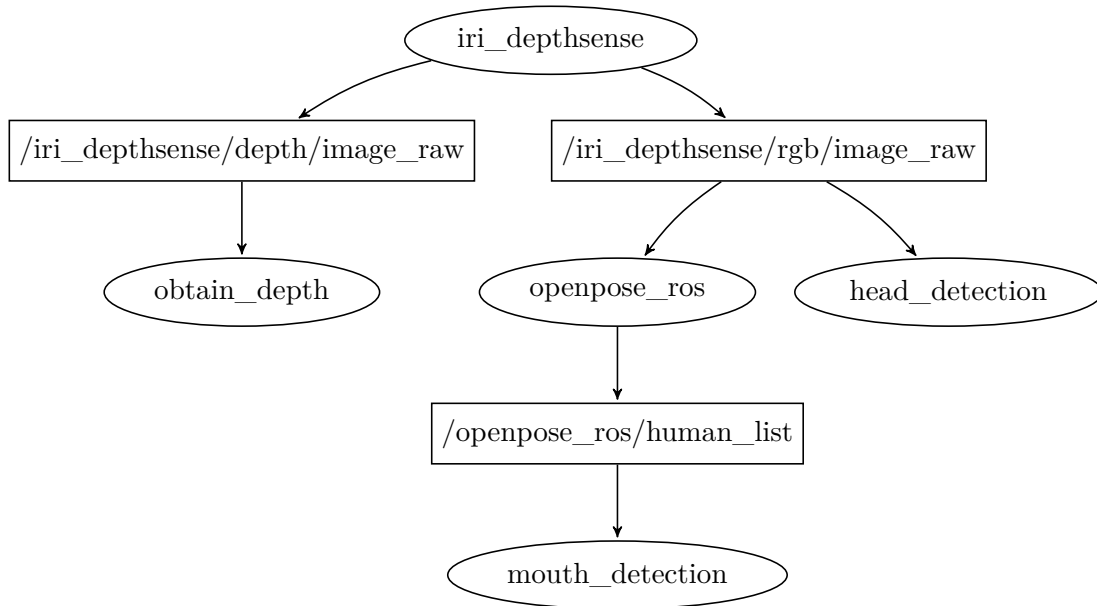 iri_depthsense
/iri_depthsense/depth/image_raw
/iri_depthsense/rgb/image_raw
obtain_depth
openpose_ros
head_detection
/openpose_ros/human_list
mouth_detection